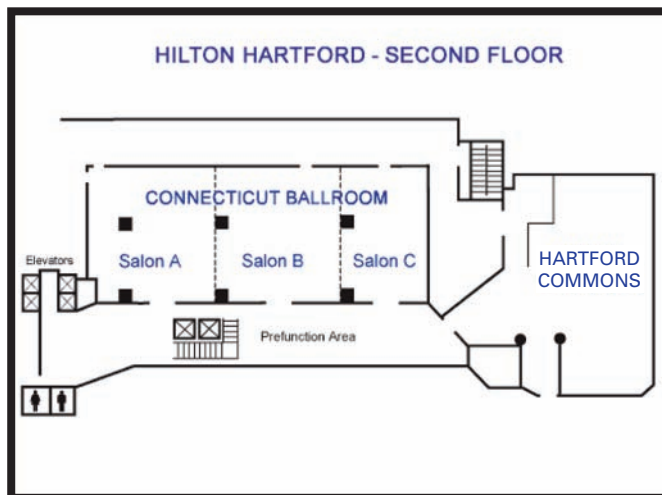 HILTON HARTFORD - SECOND FLOOR
CONNECTICUT BALLROOM
Elevators
Salon A
Salon B
Salon C
HARTFORD
COMMONS
Prefunction Area